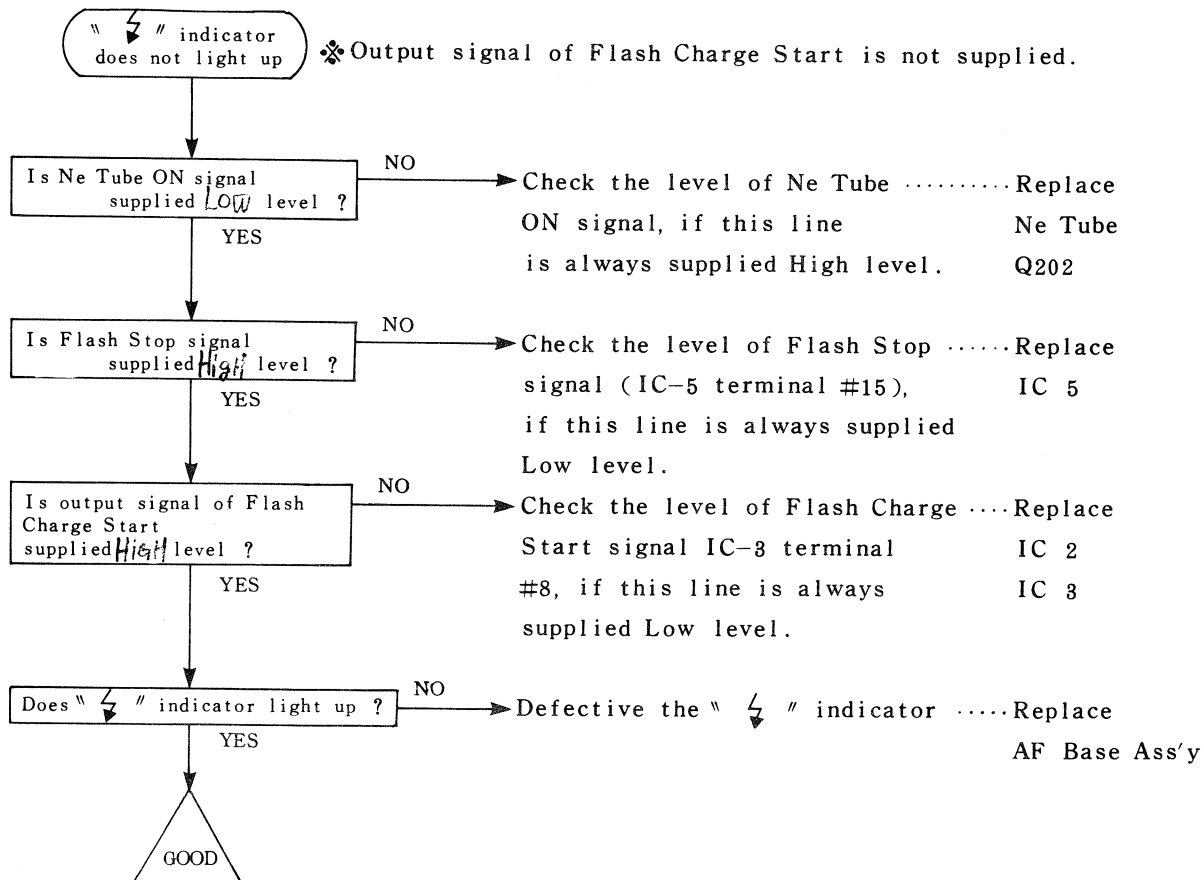 " ⚡ " indicator
does not light up
※Output signal of Flash Charge Start is not supplied.
Is Ne Tube ON signal
supplied LOW level ?
NO
Check the level of Ne Tube ·········· Replace
ON signal, if this line Ne Tube
is always supplied High level. Q202
YES
Is Flash Stop signal
supplied High level ?
NO
Check the level of Flash Stop ······ Replace
signal (IC-5 terminal #15), IC 5
if this line is always supplied
Low level.
YES
Is output signal of Flash
Charge Start
supplied HIGH level ?
NO
Check the level of Flash Charge ···· Replace
Start signal IC-3 terminal IC 2
#8, if this line is always IC 3
supplied Low level.
YES
Does " ⚡ " indicator light up ?
NO
Defective the " ⚡ " indicator ····· Replace
AF Base Ass'y
YES
GOOD